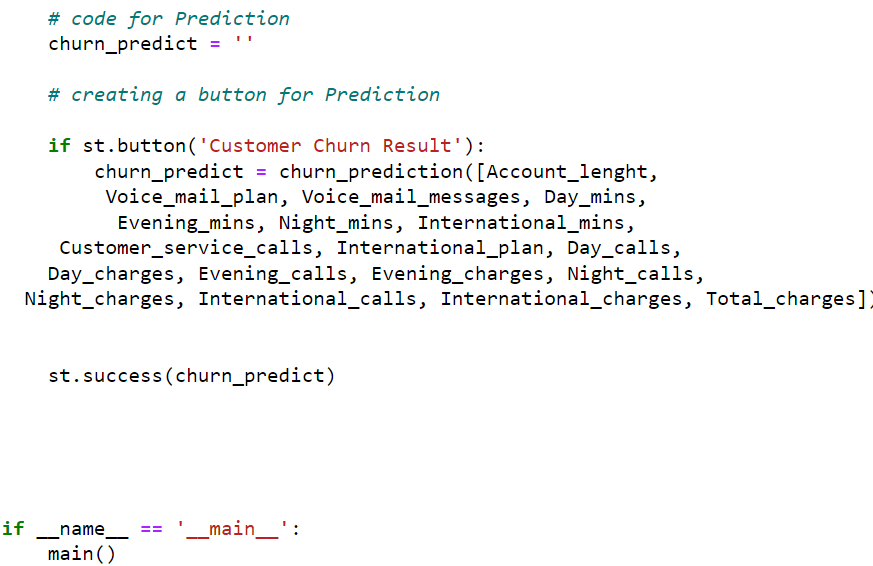 # code for Prediction
churn_predict = ''
# creating a button for Prediction
if st.button('Customer Churn Result'):
churn_predict = churn_prediction([Account_lenght,
Voice_mail_plan, Voice_mail_messages, Day_mins,
Evening_mins, Night_mins, International_mins,
Customer_service_calls, International_plan, Day_calls,
Day_charges, Evening_calls, Evening_charges, Night_calls,
Night_charges, International_calls, International_charges, Total_charges])
st.success(churn_predict)
if __name__ == '__main__':
main()